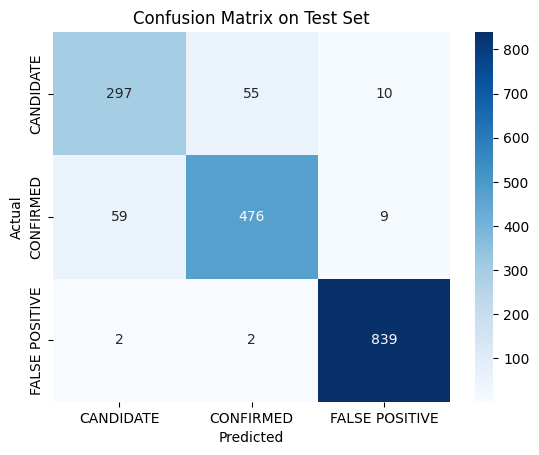 Confusion Matrix on Test Set
Actual
CANDIDATE
297 55 10
CONFIRMED
59 476 9
FALSE POSITIVE
2 2 839
CANDIDATE CONFIRMED FALSE POSITIVE
Predicted
800
700
600
500
400
300
200
100